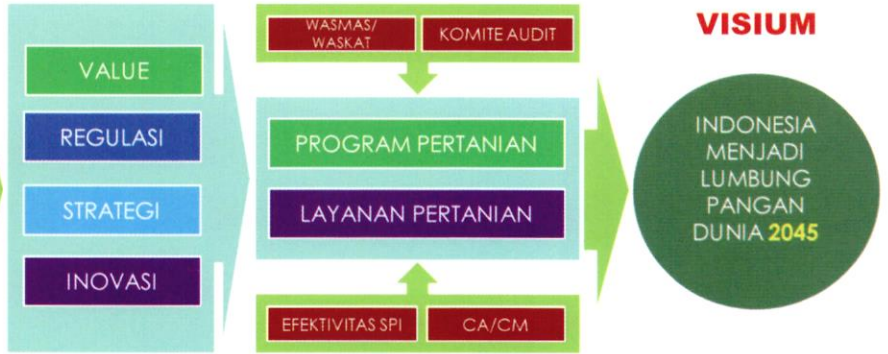 VALUE
REGULASI
STRATEGI
INOVASI
WASMAS/
WASKAT
KOMITE AUDIT
PROGRAM PERTANIAN
LAYANAN PERTANIAN
EFEKTIVITAS SPI
CA/CM
VISIUM
INDONESIA
MENJADI
LUMBUNG
PANGAN
DUNIA 2045